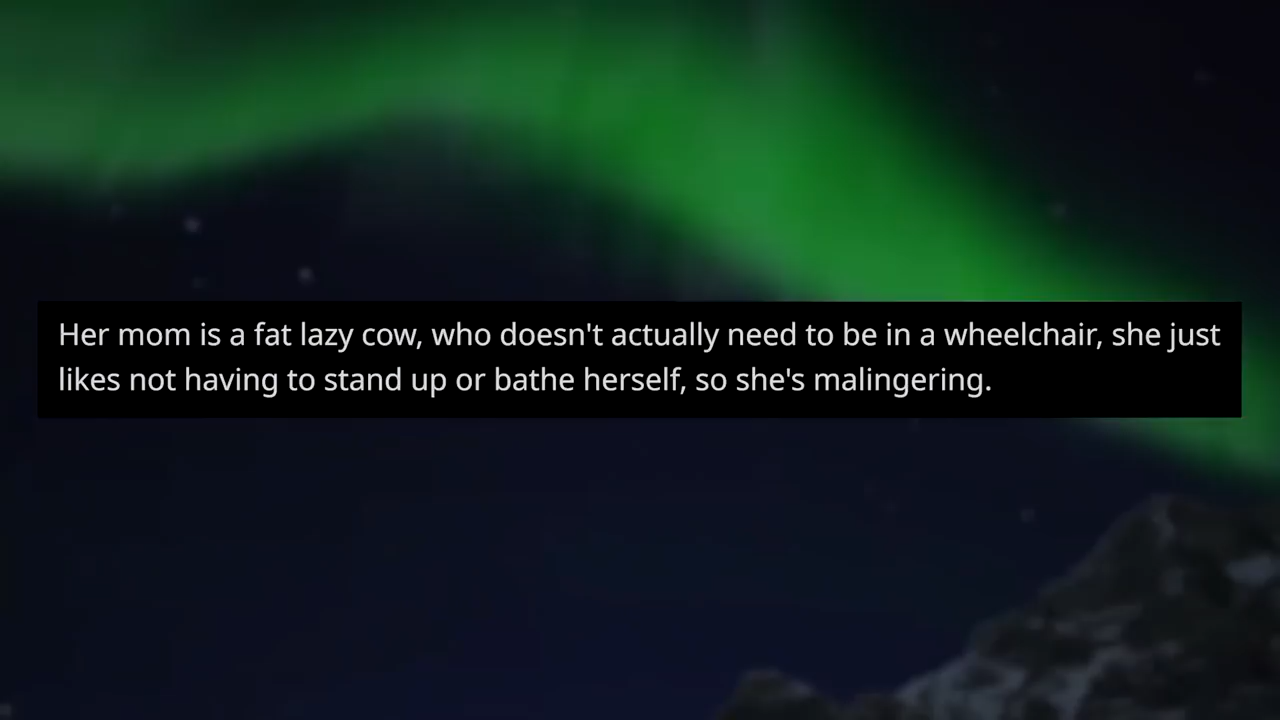 Her mom is a fat lazy cow, who doesn't actually need to be in a wheelchair, she just
likes not having to stand up or bathe herself, so she's malingering.